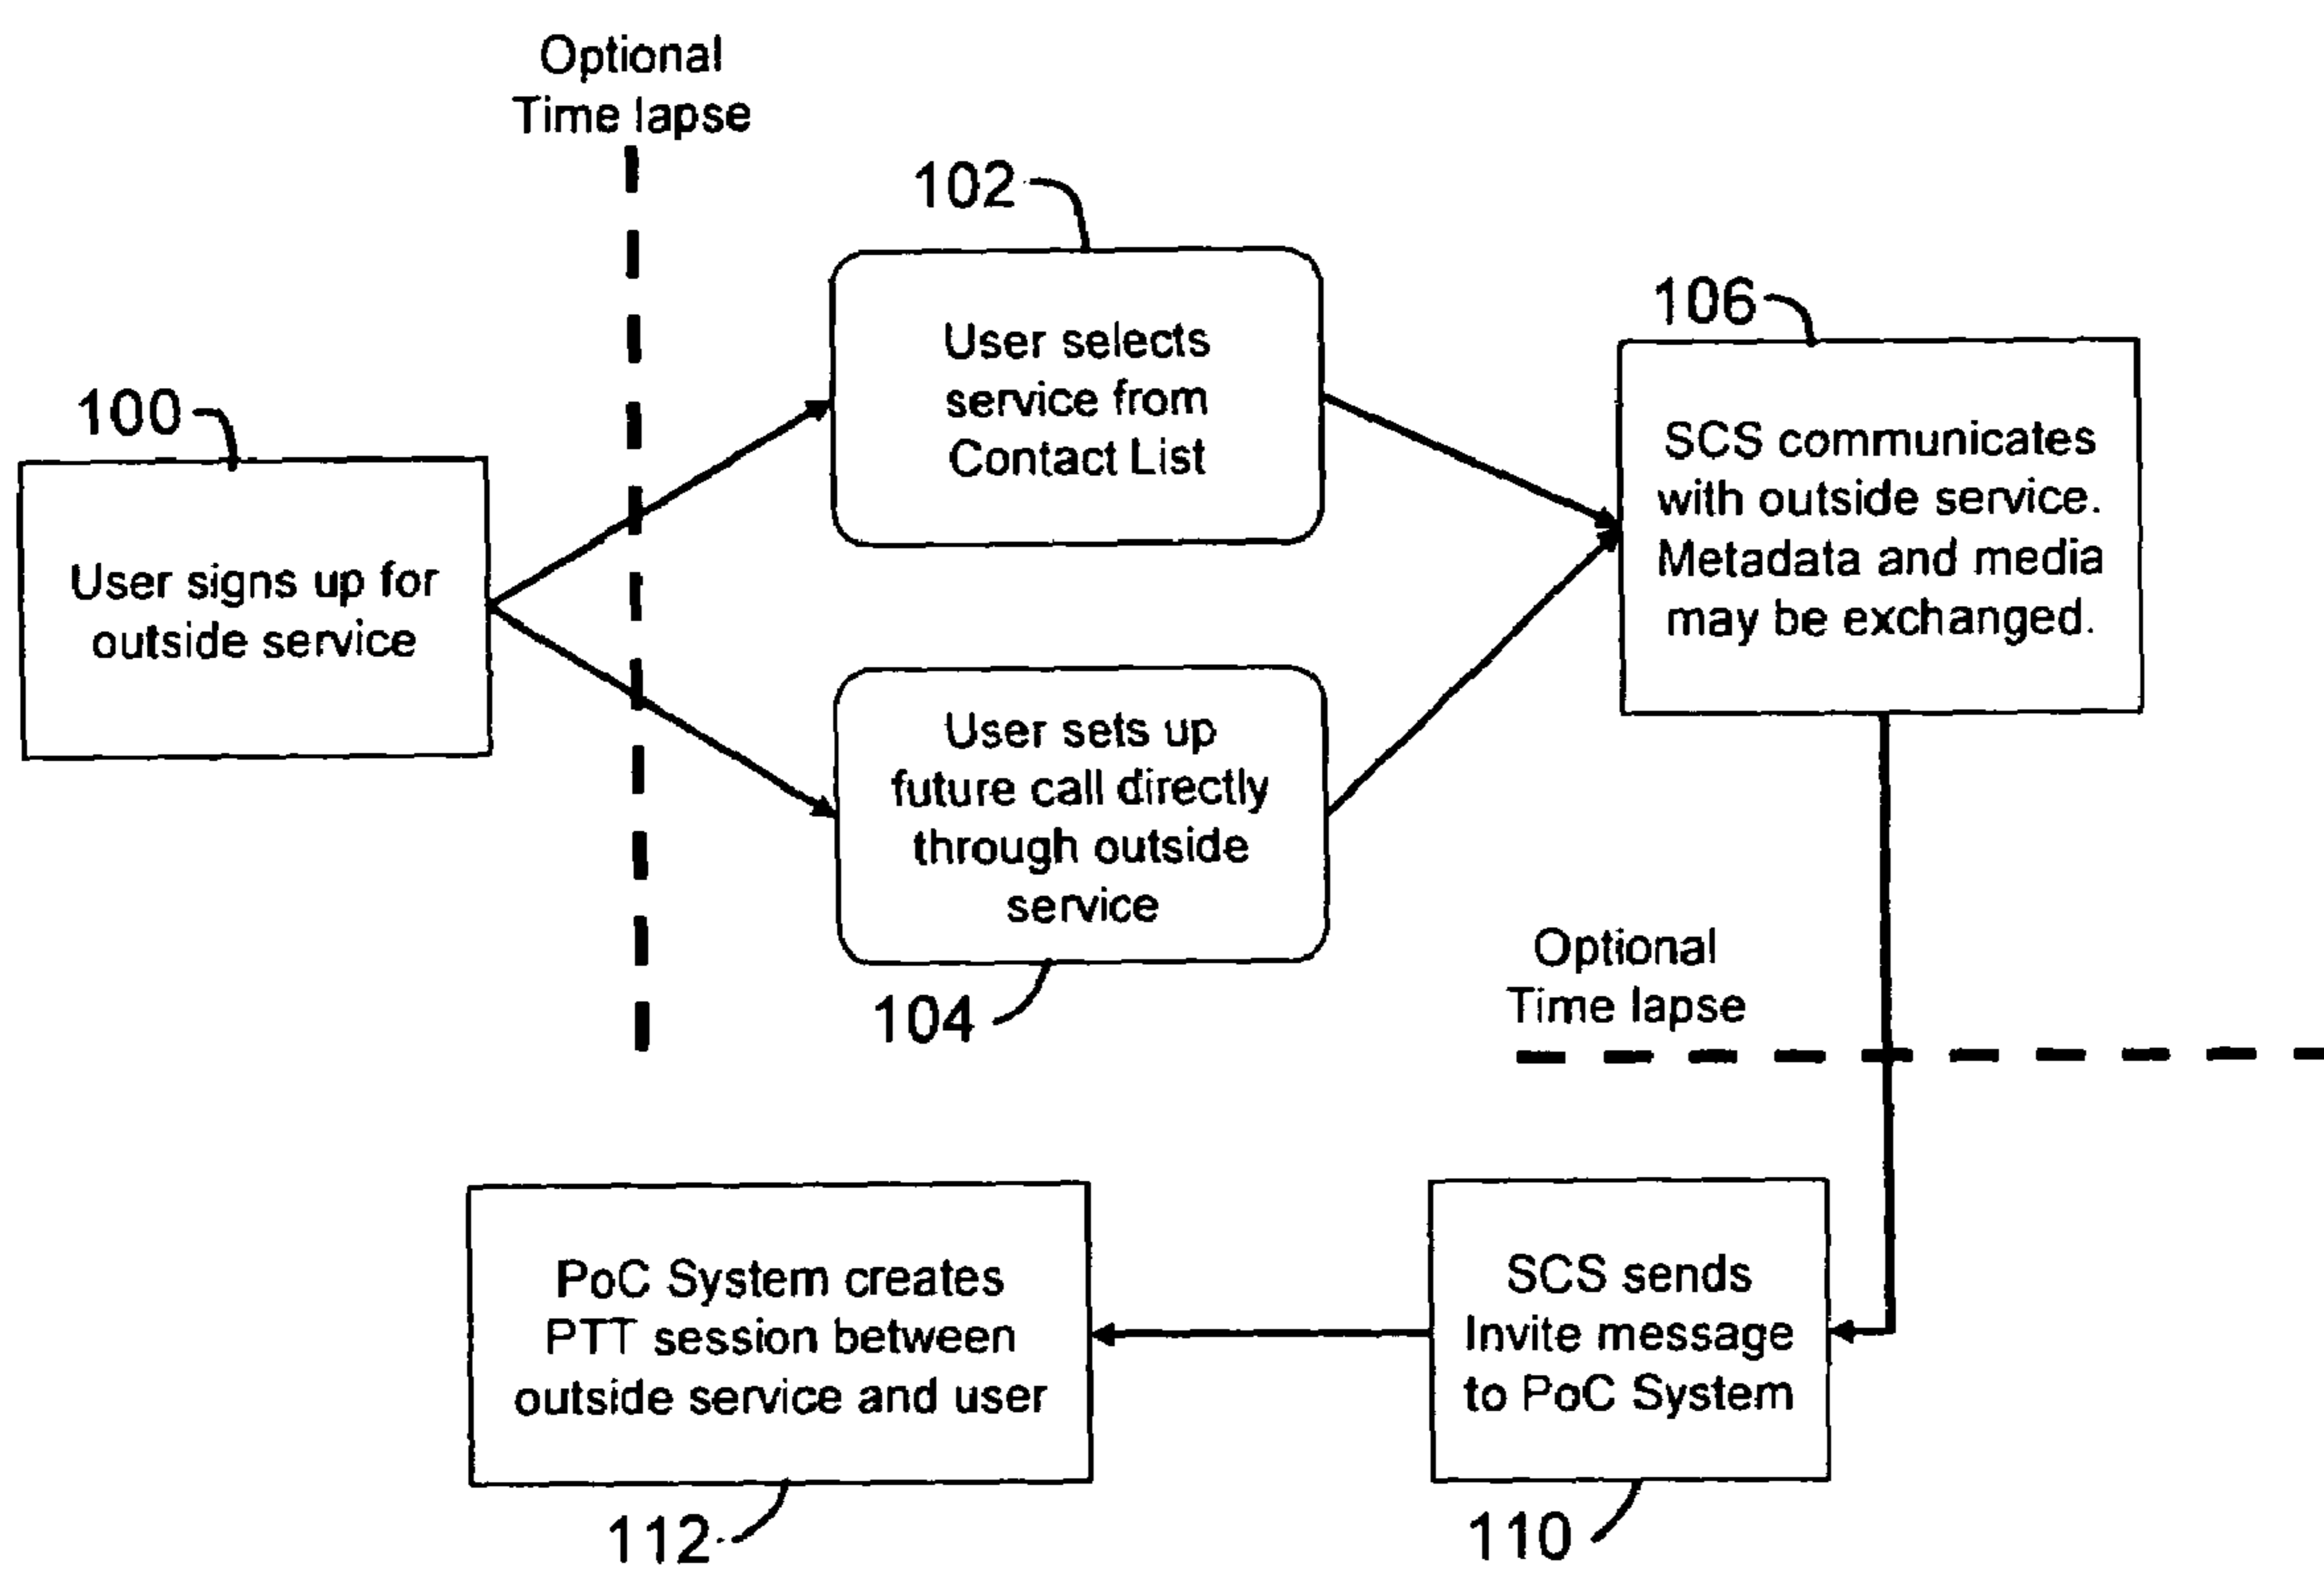 Optional
Time lapse
102
User selects
service from
Contact List
106
SCS communicates
with outside service.
Metadata and media
may be exchanged.
100
User signs up for
outside service
User sets up
future call directly
through outside
service
104
Optional
Time lapse
PoC System creates
PTT session between
outside service and user
112
SCS sends
Invite message
to PoC System
110